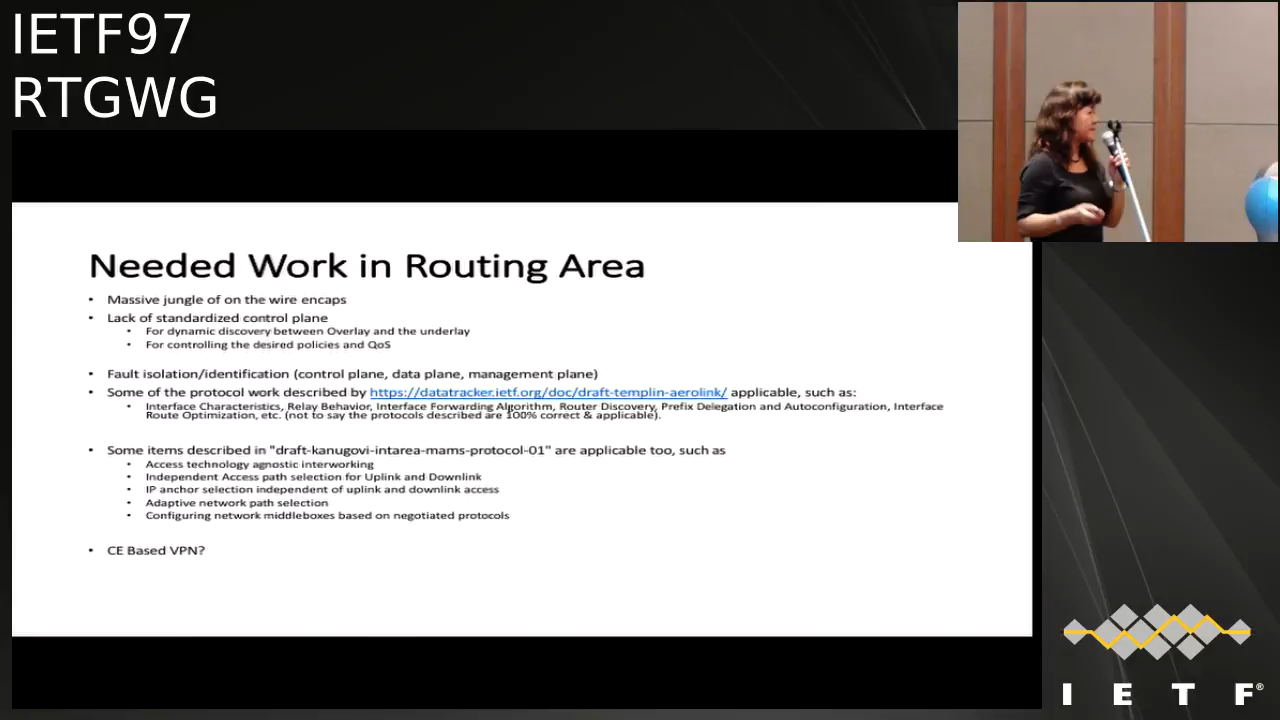 IETF97
RTGWG
Needed Work in Routing Area
• Massive jungle of on the wire encaps
• Lack of standardized control plane
• For dynamic discovery between Overlay and the underlay
• For controlling the desired policies and QoS
• Fault isolation/identification (control plane, data plane, management plane)
• Some of the protocol work described by https://datatracker.ietf.org/doc/draft-templin-aerolink/ applicable, such as:
• Interface Characteristics, Relay Behavior, Interface Forwarding Algorithm, Router Discovery, Prefix Delegation and Autoconfiguration, Interface
Route Optimization, etc. (not to say the protocols described are 100% correct & applicable).
• Some items described in "draft-kanugovi-intarea-mams-protocol-01" are applicable too, such as
• Access technology agnostic interworking
• Independent Access path selection for Uplink and Downlink
• IP anchor selection independent of uplink and downlink access
• Adaptive network path selection
• Configuring network middleboxes based on negotiated protocols
• CE Based VPN?
I E T F®